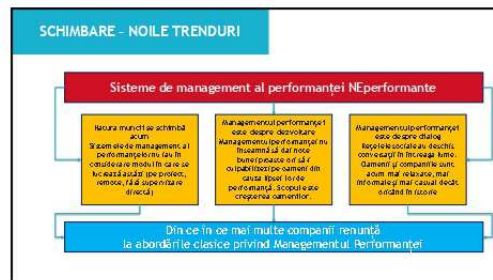 SCHIMBARE – NOILE TRENDURI
Sisteme de management al performanței NEperformante
Natura muncii se schimbă
acum
Sistemele de management al
performanțelor nu iau în
considerare modul în care se
lucrează astăzi (pe proiect,
remote, fără supervizare
directă)
Managementul performanței
este despre dezvoltare
Managementul performanței nu
înseamnă să dai note
bune/proaste ori să-i
culpabilizezi pe oameni din
cauza lipsei lor de
performanță. Scopul este
creșterea oamenilor.
Managementul performanței
este despre dialog
Rețelele sociale au deschis
conversații în întreaga lume.
Oamenii și companiile sunt,
acum mai relaxate, mai
informale și mai casual decât
oricând în istorie
Din ce în ce mai multe companii renunță
la abordările clasice privind Managementul Performanței